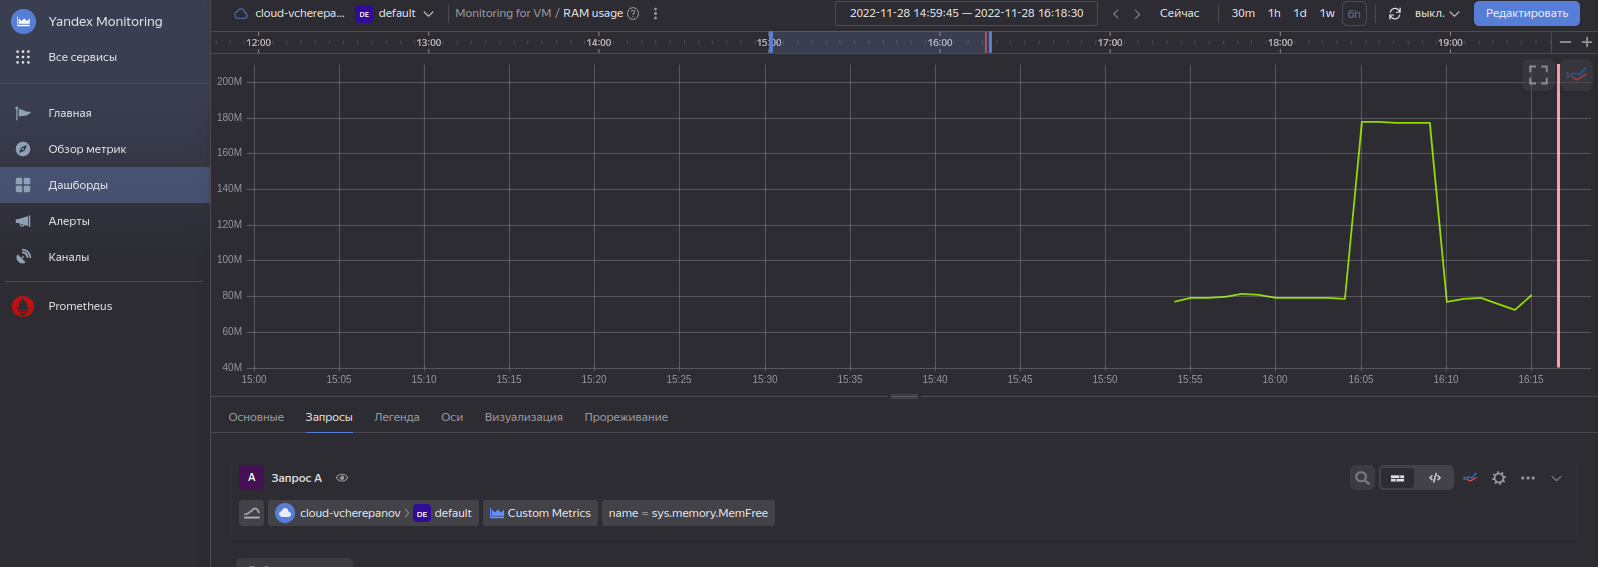 Yandex Monitoring
Все сервисы
Главная
Обзор метрик
Дашборды
Алерты
Каналы
Prometheus
cloud-vcherepa... DE default Monitoring for VM / RAM usage ? 2022-11-28 14:59:45 — 2022-11-28 16:18:30 Сейчас 30m 1h 1d 1w 6h выкл. Редактировать
12:00 13:00 14:00 15:00 16:00 17:00 18:00 19:00
200M
180M
160M
140M
120M
100M
80M
60M
40M
15:00 15:05 15:10 15:15 15:20 15:25 15:30 15:35 15:40 15:45 15:50 15:55 16:00 16:05 16:10 16:15
Основные Запросы Легенда Оси Визуализация Прореживание
A Запрос A
cloud-vcherepanov > DE default Custom Metrics name = sys.memory.MemFree